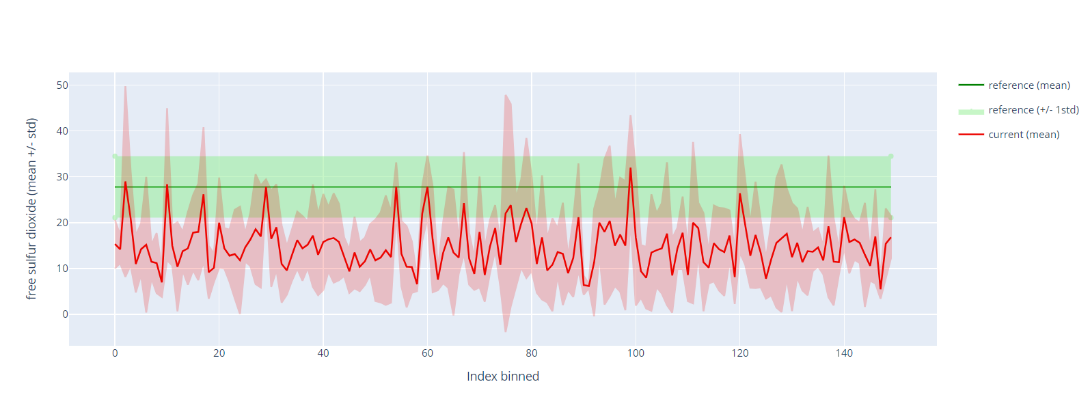 50
40
30
20
10
0
free sulfur dioxide (mean +/- std)
0 20 40 60 80 100 120 140
Index binned
reference (mean)
reference (+/- 1std)
current (mean)